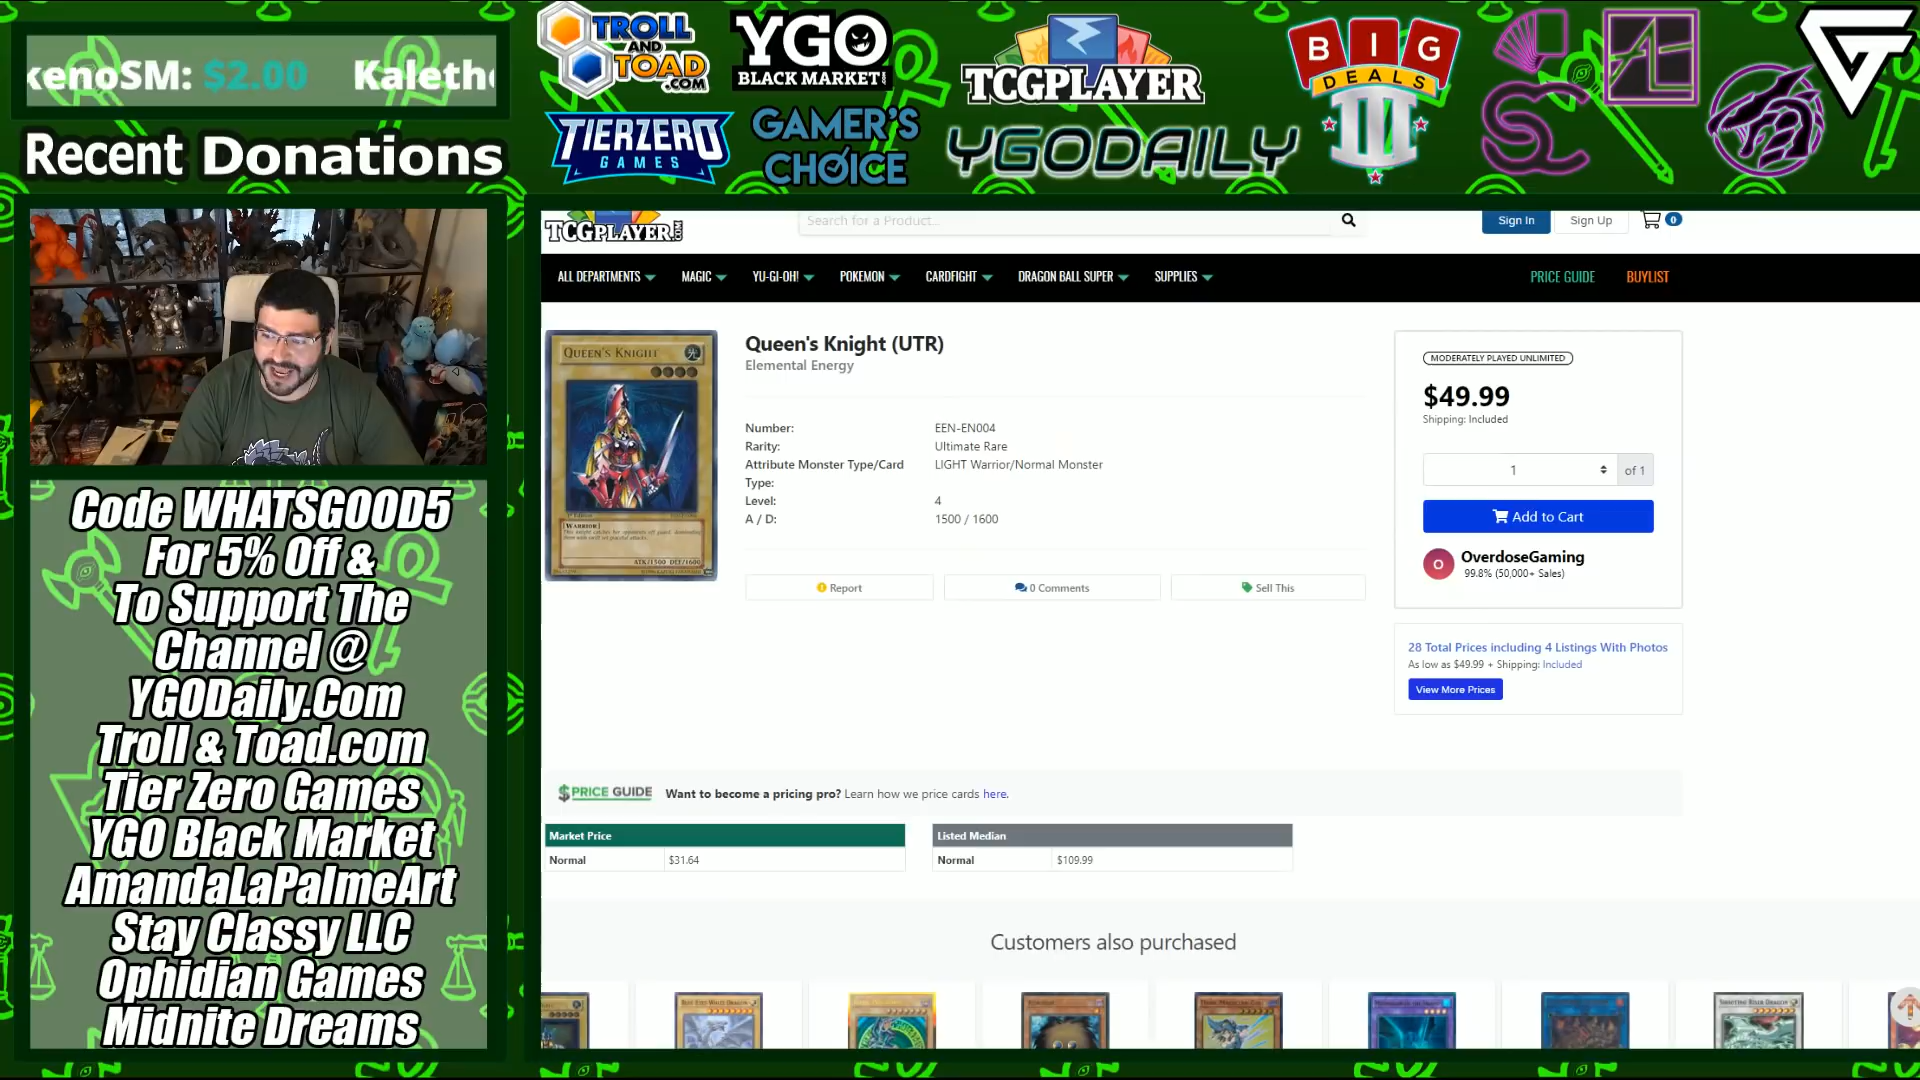 kenoSM: $2.00 Kaleth
Recent Donations
TROLL AND TOAD .COM
YGO BLACK MARKET!
TCGPLAYER
BIG DEALS III
TIERZERO GAMES
GAMER'S CHOICE
YGODAILY
TCGPLAYER.COM
Search for a Product...
Sign In
Sign Up
0
ALL DEPARTMENTS MAGIC YU-GI-OH! POKEMON CARDFIGHT DRAGON BALL SUPER SUPPLIES
PRICE GUIDE BUYLIST
QUEEN'S KNIGHT
[WARRIOR]
ATK/1500 DEF/1600
Queen's Knight (UTR)
Elemental Energy
Number: EEN-EN004
Rarity: Ultimate Rare
Attribute Monster Type/Card Type: LIGHT Warrior/Normal Monster
Level: 4
A / D: 1500 / 1600
Report
0 Comments
Sell This
MODERATELY PLAYED UNLIMITED
$49.99
Shipping: Included
1 of 1
Add to Cart
O
OverdoseGaming
99.8% (50,000+ Sales)
28 Total Prices including 4 Listings With Photos
As low as $49.99 + Shipping: Included
View More Prices
$PRICE GUIDE Want to become a pricing pro? Learn how we price cards here.
Market Price
Normal $31.64
Listed Median
Normal $109.99
Customers also purchased
Code WHATSGOOD5
For 5% Off &
To Support The
Channel @
YGODaily.Com
Troll & Toad.com
Tier Zero Games
YGO Black Market
AmandaLaPalmeArt
Stay Classy LLC
Ophidian Games
Midnite Dreams